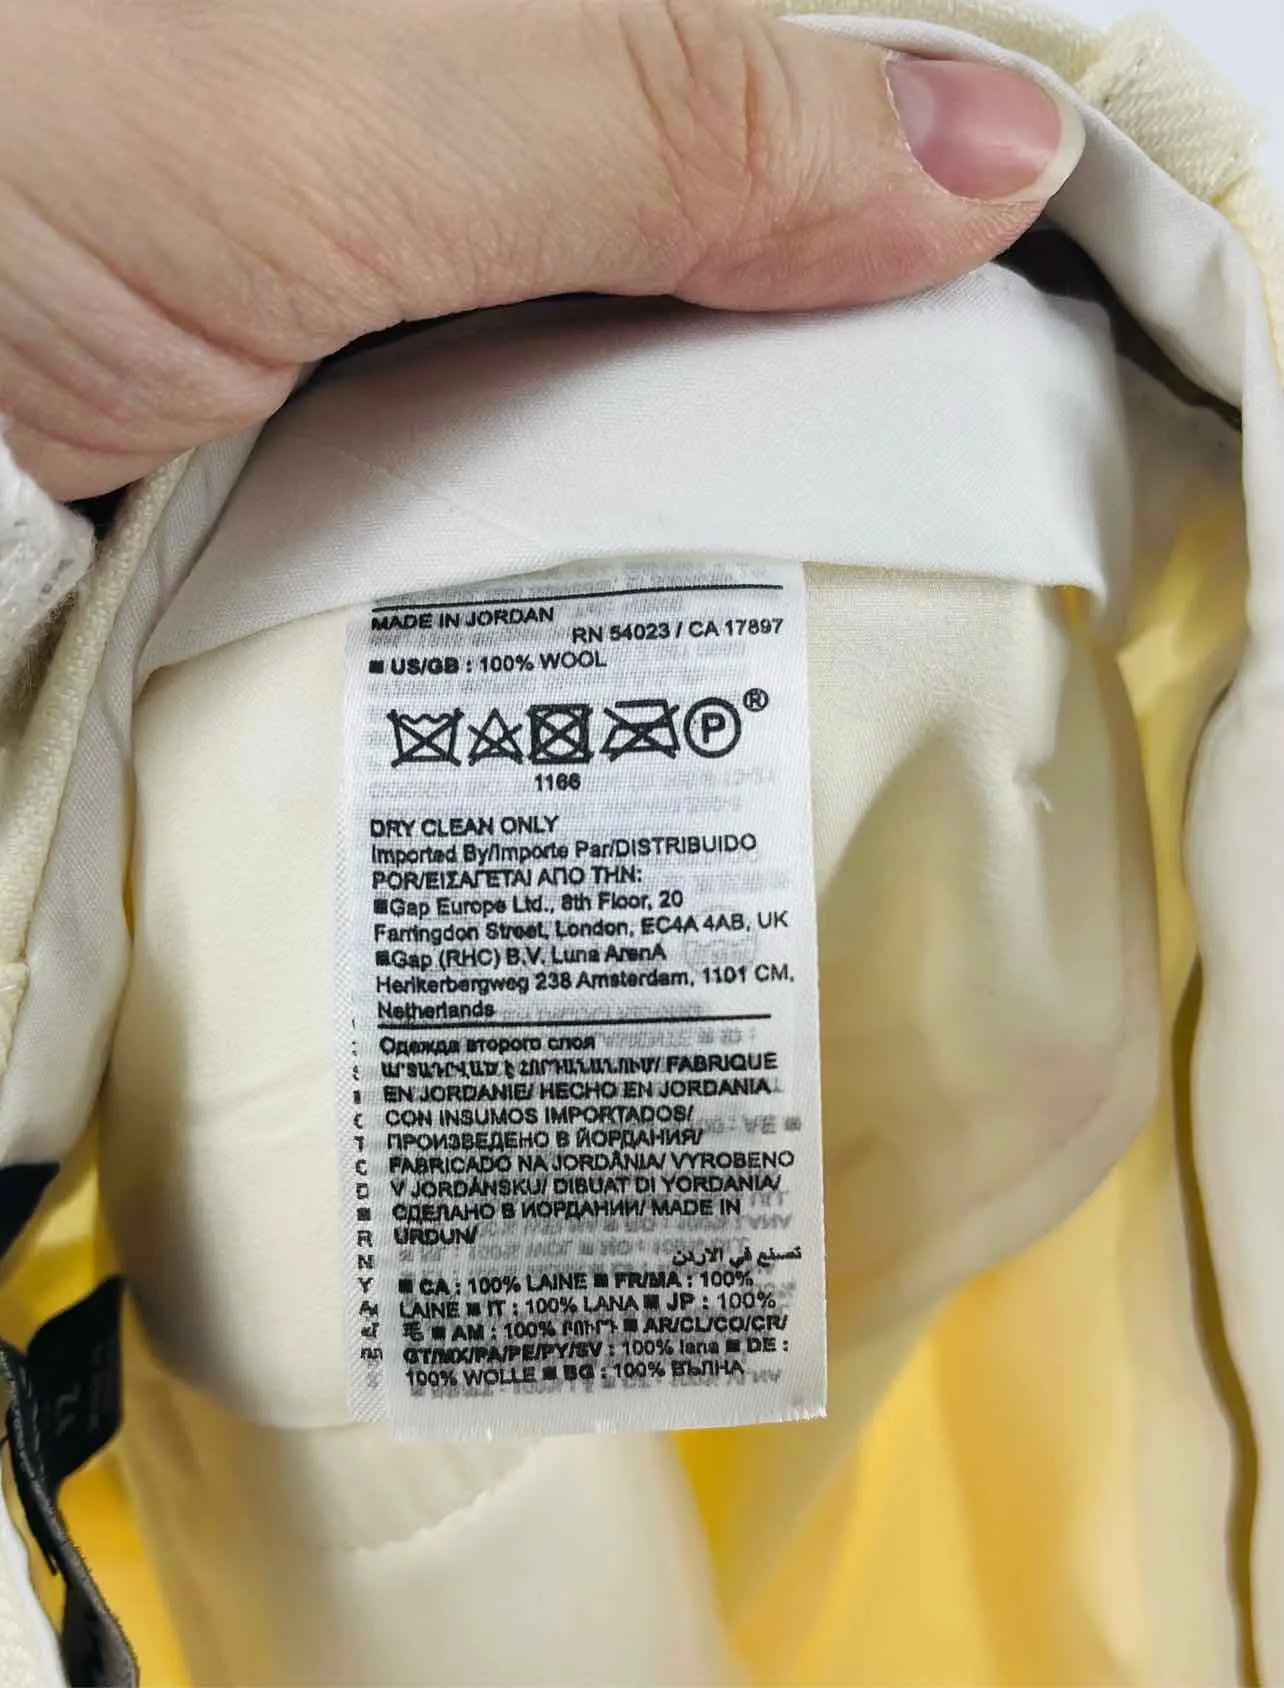 MADE IN JORDAN
RN 54023 / CA 17897
■ US/GB : 100% WOOL
P ®
1166
DRY CLEAN ONLY
Imported By/Importe Par/DISTRIBUIDO
POR/ΕΙΣΑΓΕΤΑΙ ΑΠΟ ΤΗΝ:
■Gap Europe Ltd., 8th Floor, 20
Farringdon Street, London, EC4A 4AB, UK
■Gap (RHC) B.V. Luna ArenA
Herikerbergweg 238 Amsterdam, 1101 CM,
Netherlands
Одежда второго слоя
FABRIQUE
EN JORDANIE/ HECHO EN JORDANIA
CON INSUMOS IMPORTADOS/
ПРОИЗВЕДЕНО В ЙОРДАНИЯ/
FABRICADO NA JORDÂNIA/ VYROBENO
V JORDÁNSKU/ DIBUAT DI YORDANIA/
СДЕЛАНО В ИОРДАНИИ/ MADE IN
URDUN/
تصنع في الاردن
■ CA : 100% LAINE ■ FR/MA : 100%
LAINE ■ IT : 100% LANA ■ JP : 100%
毛 ■ AM : 100% ■ AR/CL/CO/CR/
GT/MX/PA/PE/PY/SV : 100% lana ■ DE :
100% WOLLE ■ BG : 100% ВЪЛНА